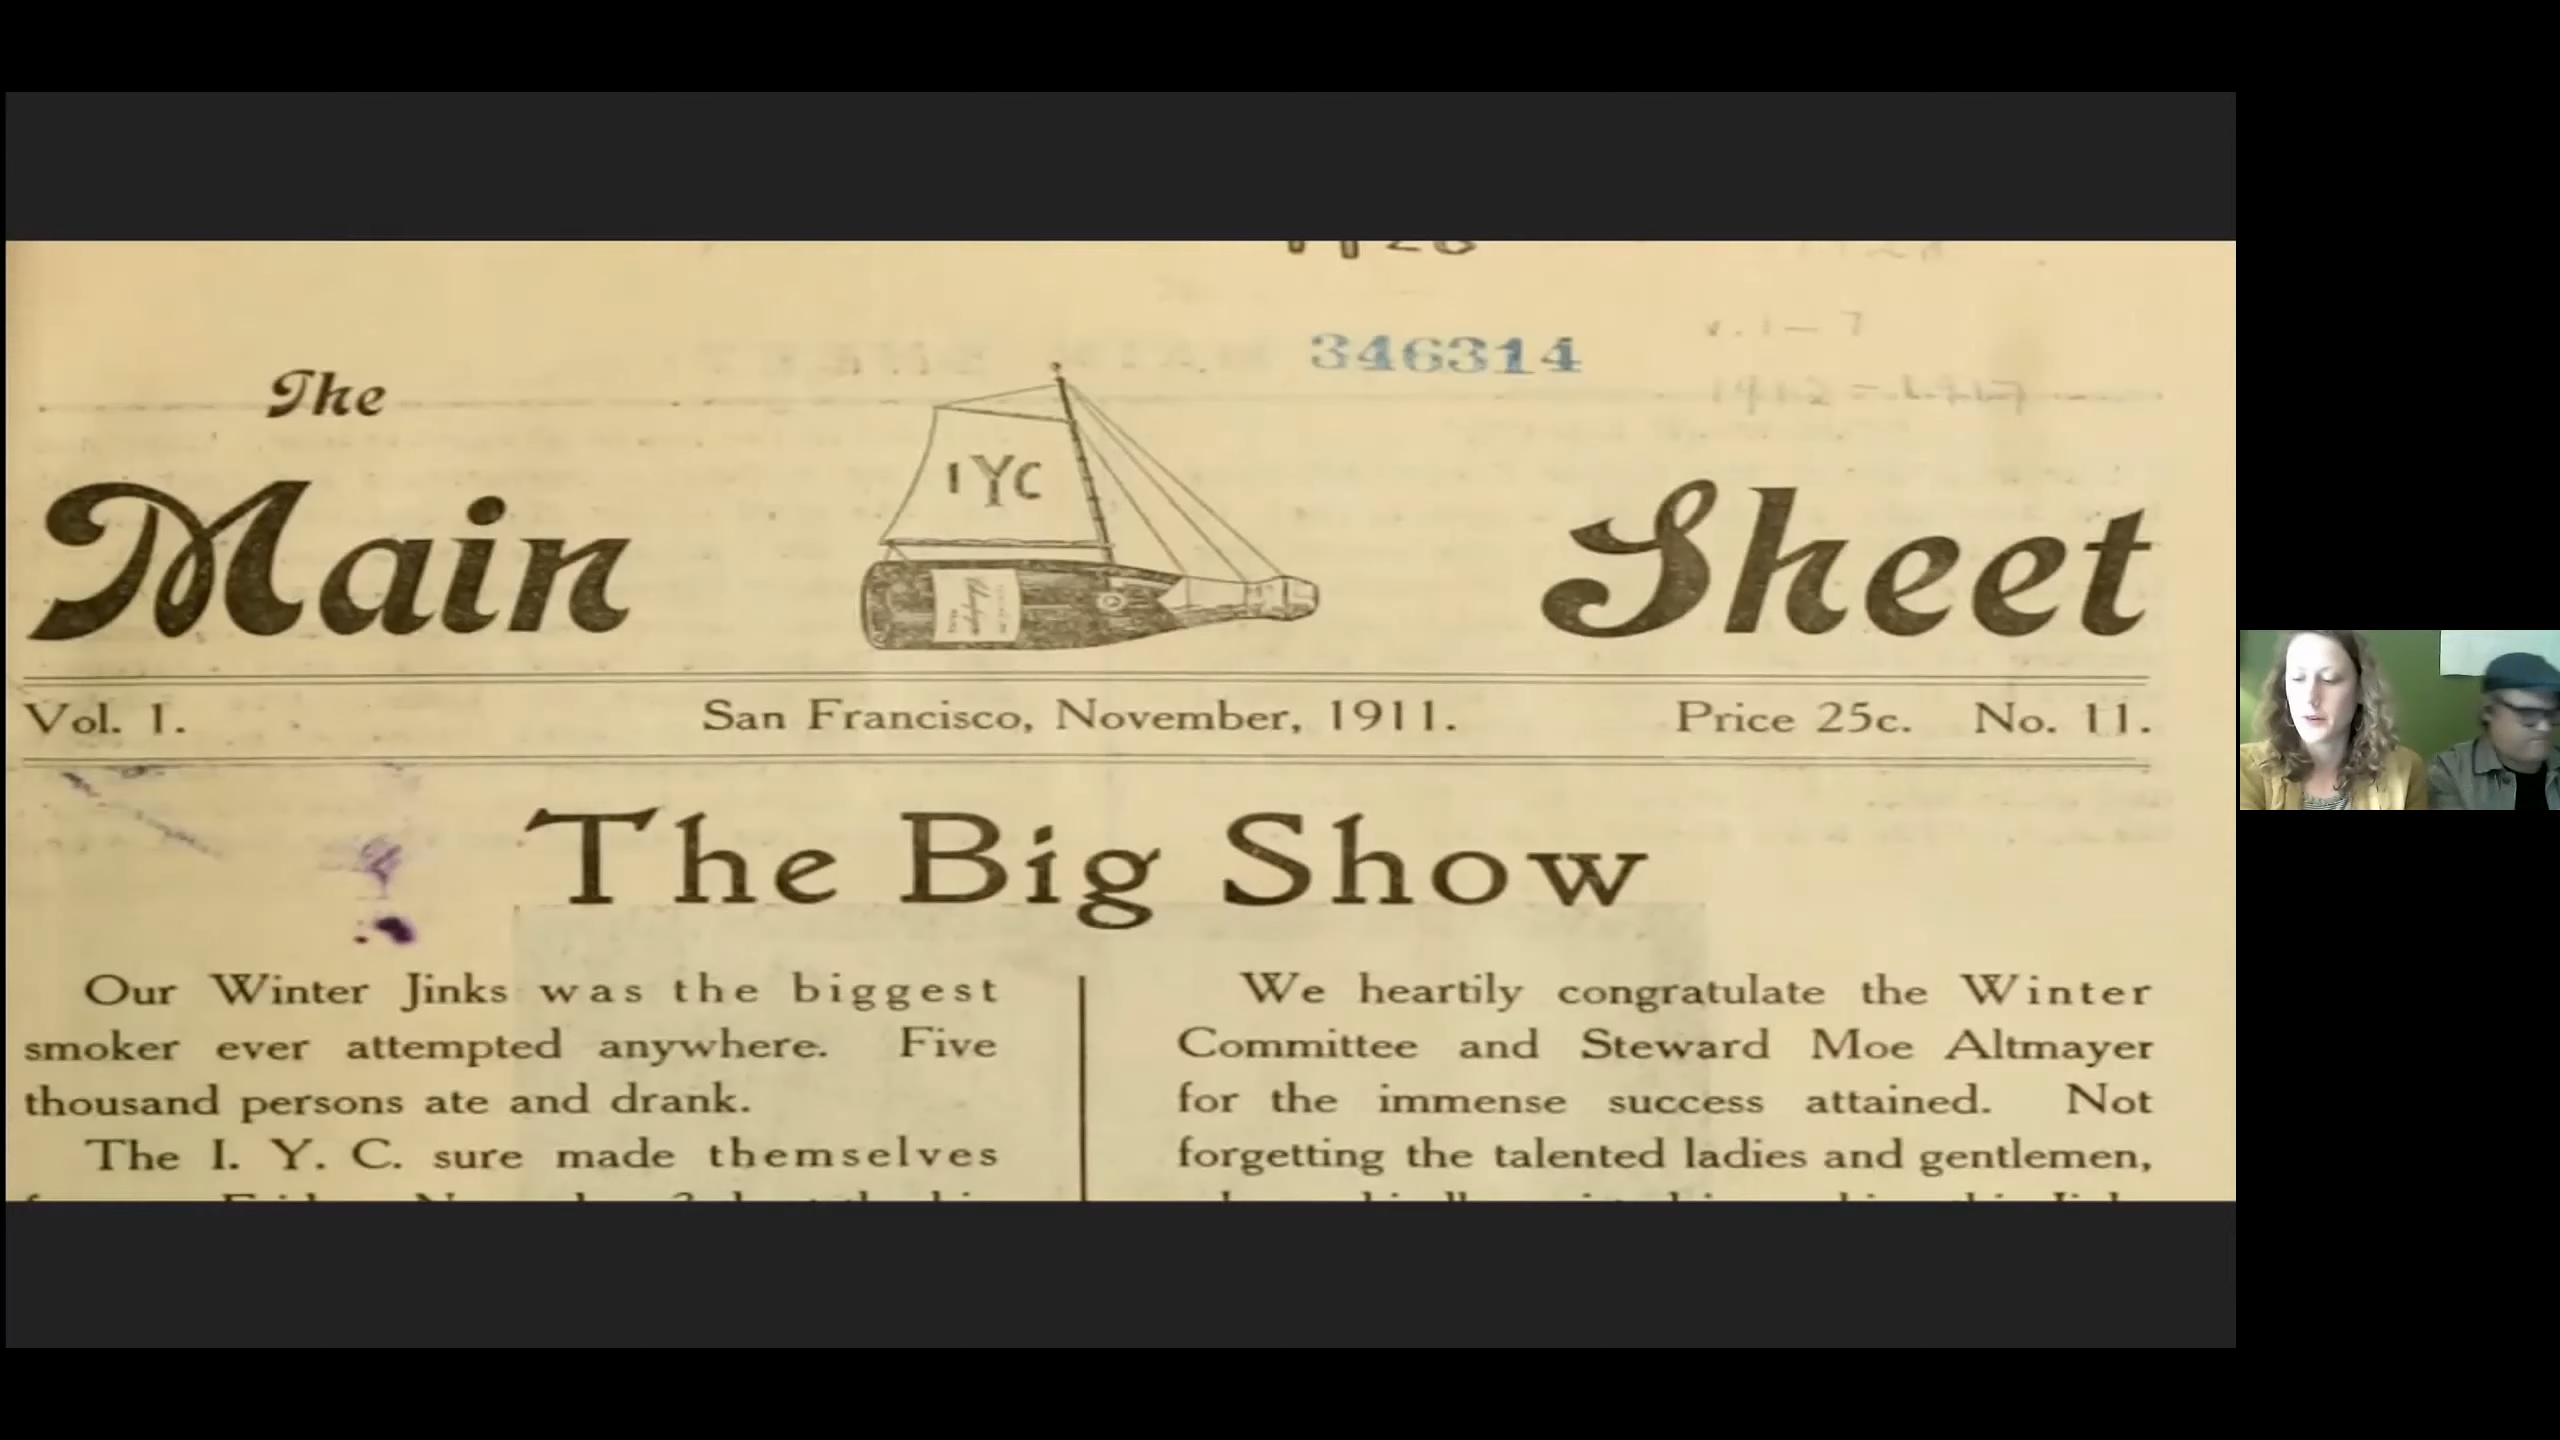 346314
The
Main Sheet
I Y C
Vol. 1. San Francisco, November, 1911. Price 25c. No. 11.
The Big Show
Our Winter Jinks was the biggest
smoker ever attempted anywhere. Five
thousand persons ate and drank.
The I. Y. C. sure made themselves
We heartily congratulate the Winter
Committee and Steward Moe Altmayer
for the immense success attained. Not
forgetting the talented ladies and gentlemen,